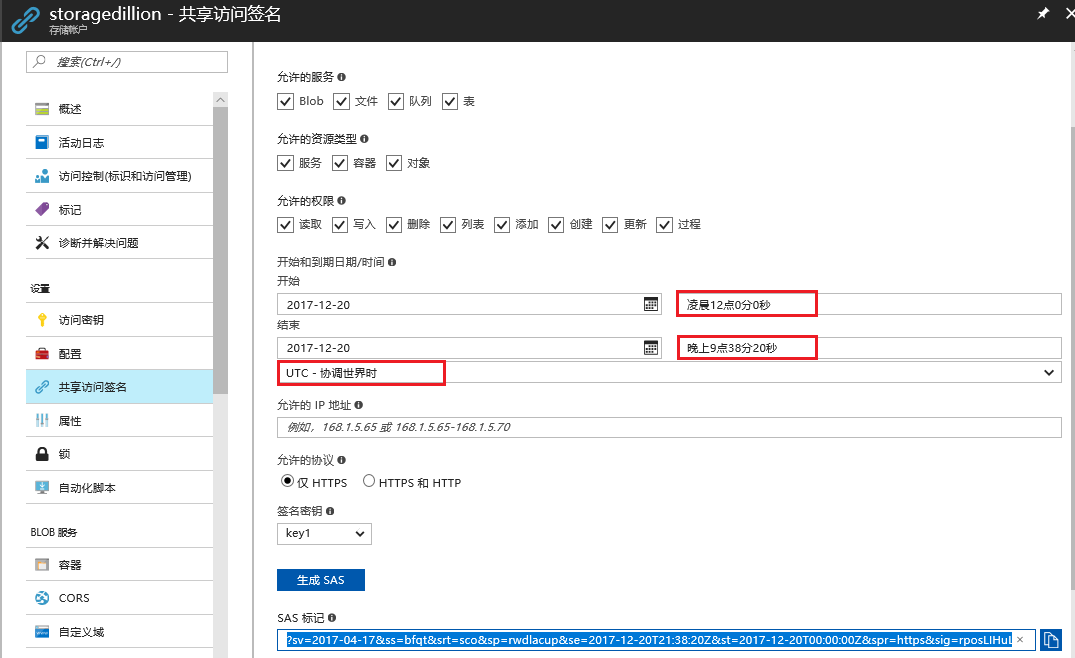 storagedillion - 共享访问签名
存储帐户
搜索(Ctrl+/)
概述
活动日志
访问控制(标识和访问管理)
标记
诊断并解决问题
设置
访问密钥
配置
共享访问签名
属性
锁
自动化脚本
BLOB 服务
容器
CORS
自定义域
允许的服务
Blob 文件 队列 表
允许的资源类型
服务 容器 对象
允许的权限
读取 写入 删除 列表 添加 创建 更新 过程
开始和到期日期/时间
开始
2017-12-20 凌晨12点0分0秒
结束
2017-12-20 晚上9点38分20秒
UTC - 协调世界时
允许的 IP 地址
例如，168.1.5.65 或 168.1.5.65-168.1.5.70
允许的协议
仅 HTTPS HTTPS 和 HTTP
签名密钥
key1
生成 SAS
SAS 标记
?sv=2017-04-17&ss=bfqt&srt=sco&sp=rwdlacup&se=2017-12-20T21:38:20Z&st=2017-12-20T00:00:00Z&spr=https&sig=rposLIHuL